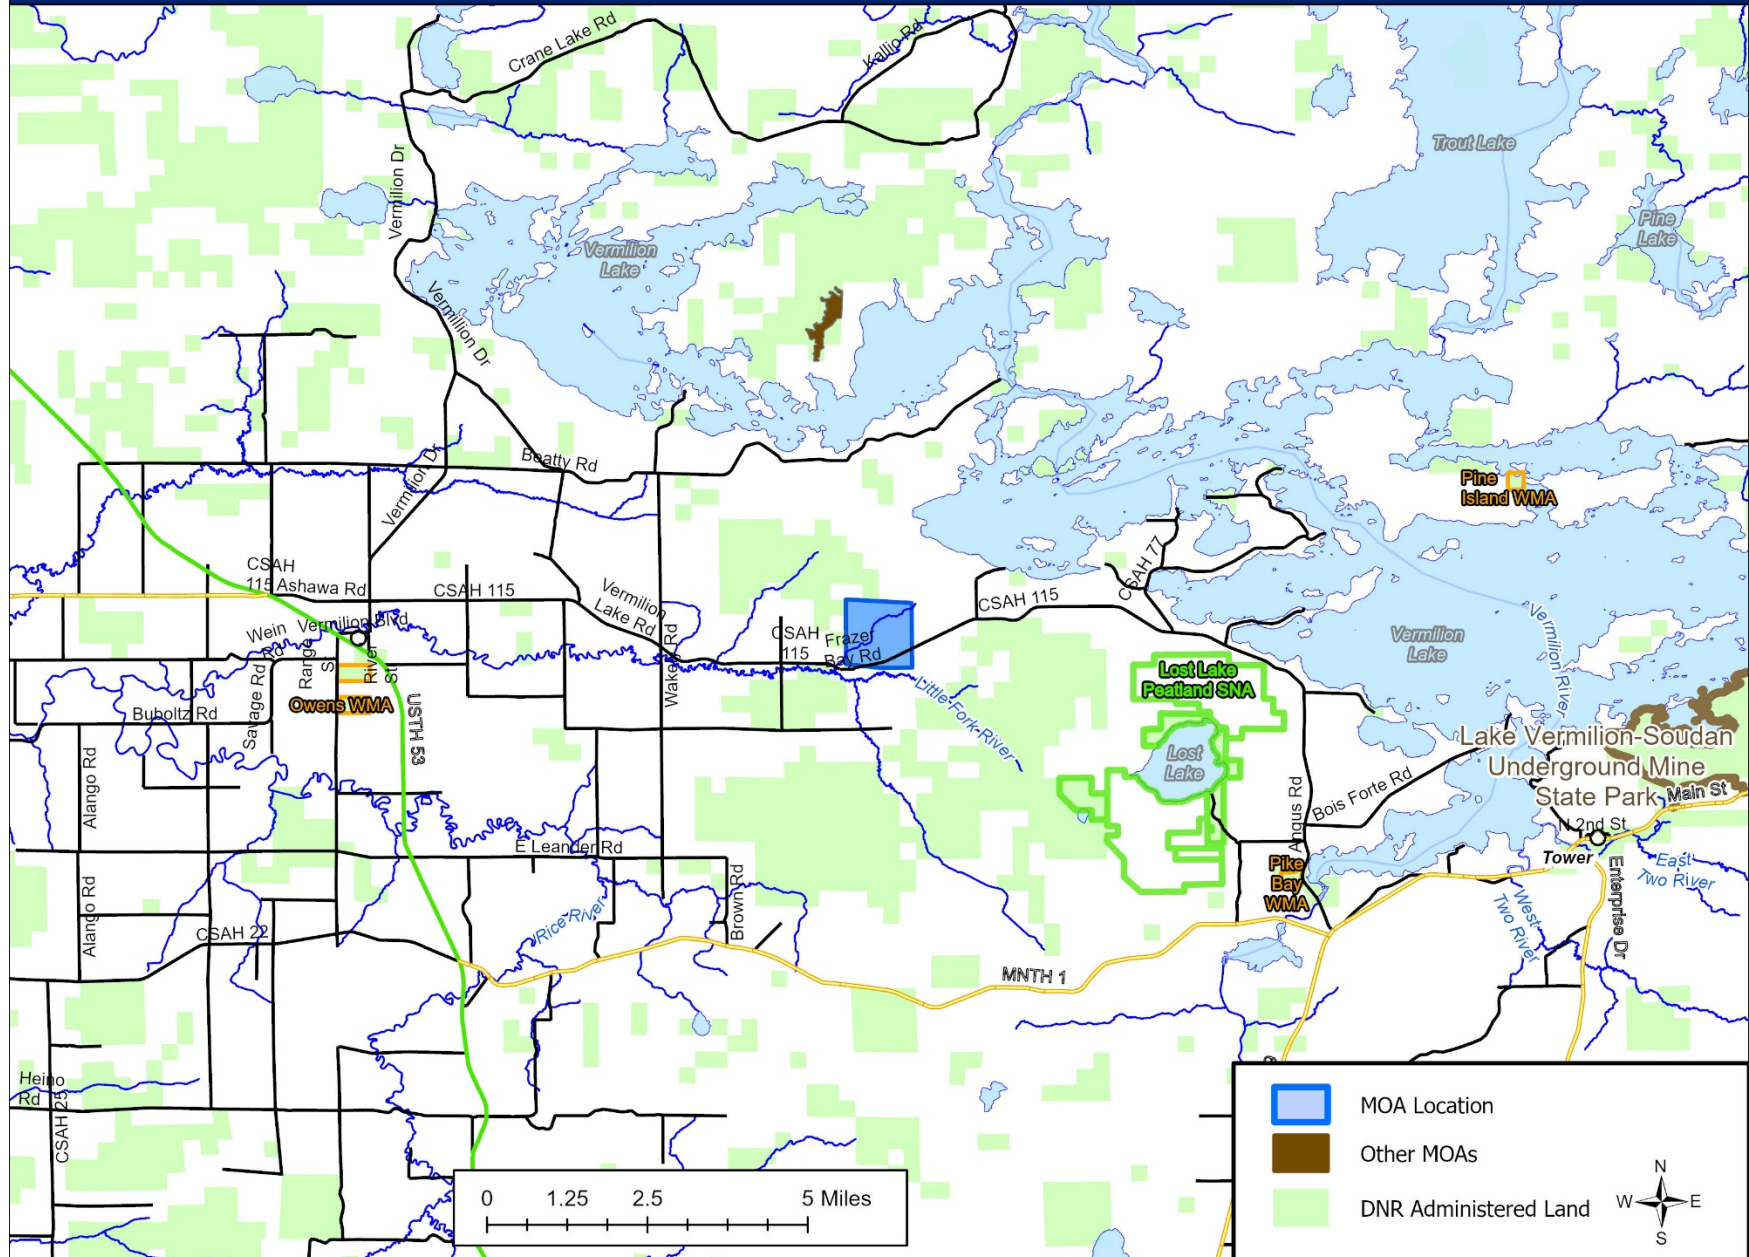 Crane Lake Rd
Kallio Rd
Trout Lake
Vermilion Dr
Pine
Lake
Vermilion
Lake
Vermillion Dr
Beatty Rd
Vermilion Dr
Pine
Island WMA
CSAH
115
Ashawa Rd
CSAH 115
Vermilion
Lake Rd
CSAH 77
CSAH 115
Wein
Rd
Vermilion Blvd
Range
St
River
St
Wakely Rd
CSAH
115
Frazer
Bay Rd
Vermilion River
Vermilion
Lake
Savage Rd
Lost Lake
Peatland SNA
Little Fork River
Owens WMA
Buboltz Rd
USTH 53
Lost
Lake
Lake Vermilion-Soudan
Underground Mine
State Park
Main St
Alango Rd
Angus Rd
Bois Forte Rd
N 2nd St
E Leander Rd
Tower
East
Two River
Pike
Bay
WMA
Enterprise Dr
Alango Rd
Brown Rd
Rice River
West
Two River
CSAH 22
MNTH 1
Heino
Rd
CSAH 25
0 1.25 2.5 5 Miles
MOA Location
Other MOAs
DNR Administered Land
N
W E
S